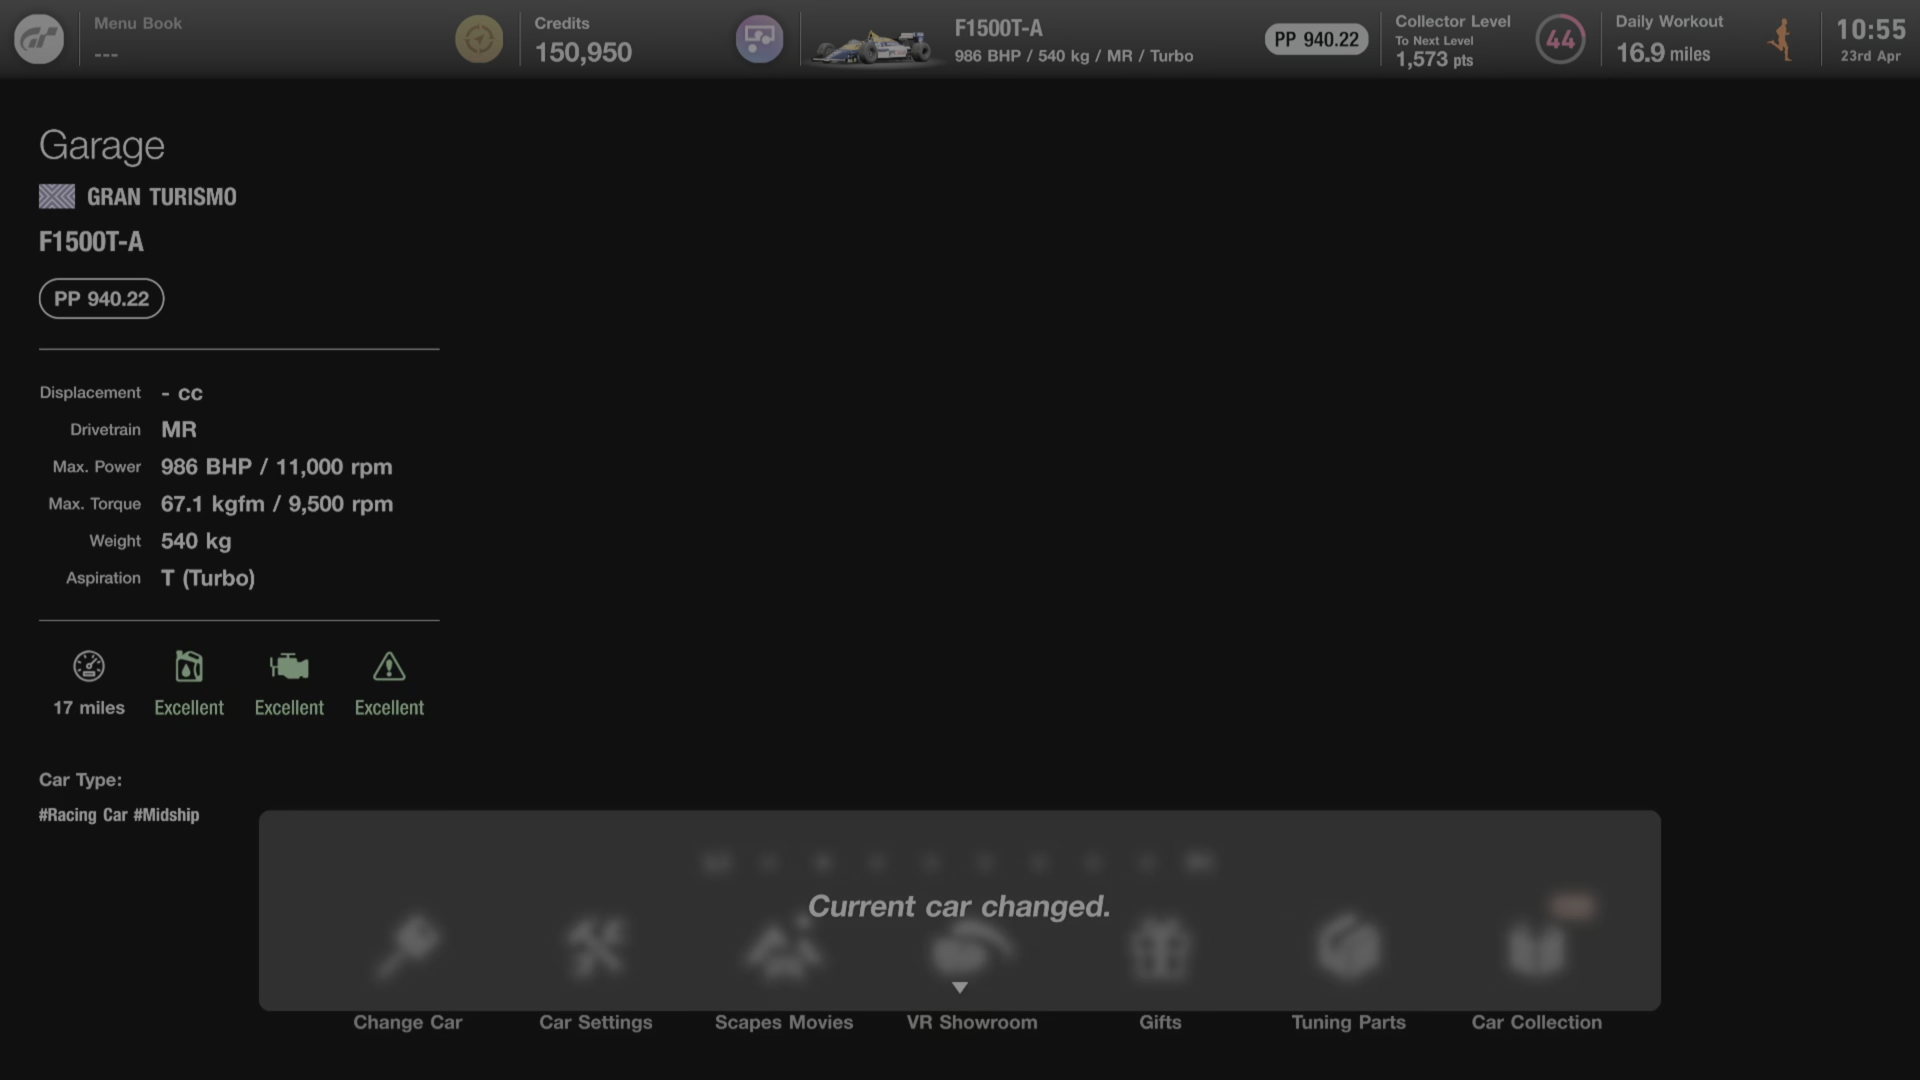 Menu Book
---
Credits
150,950
F1500T-A
986 BHP / 540 kg / MR / Turbo
PP 940.22
Collector Level
To Next Level
1,573 pts
44
Daily Workout
16.9 miles
10:55
23rd Apr
Garage
GRAN TURISMO
F1500T-A
PP 940.22
Displacement - cc
Drivetrain MR
Max. Power 986 BHP / 11,000 rpm
Max. Torque 67.1 kgfm / 9,500 rpm
Weight 540 kg
Aspiration T (Turbo)
17 miles Excellent Excellent Excellent
Car Type:
#Racing Car #Midship
Current car changed.
Change Car Car Settings Scapes Movies VR Showroom Gifts Tuning Parts Car Collection